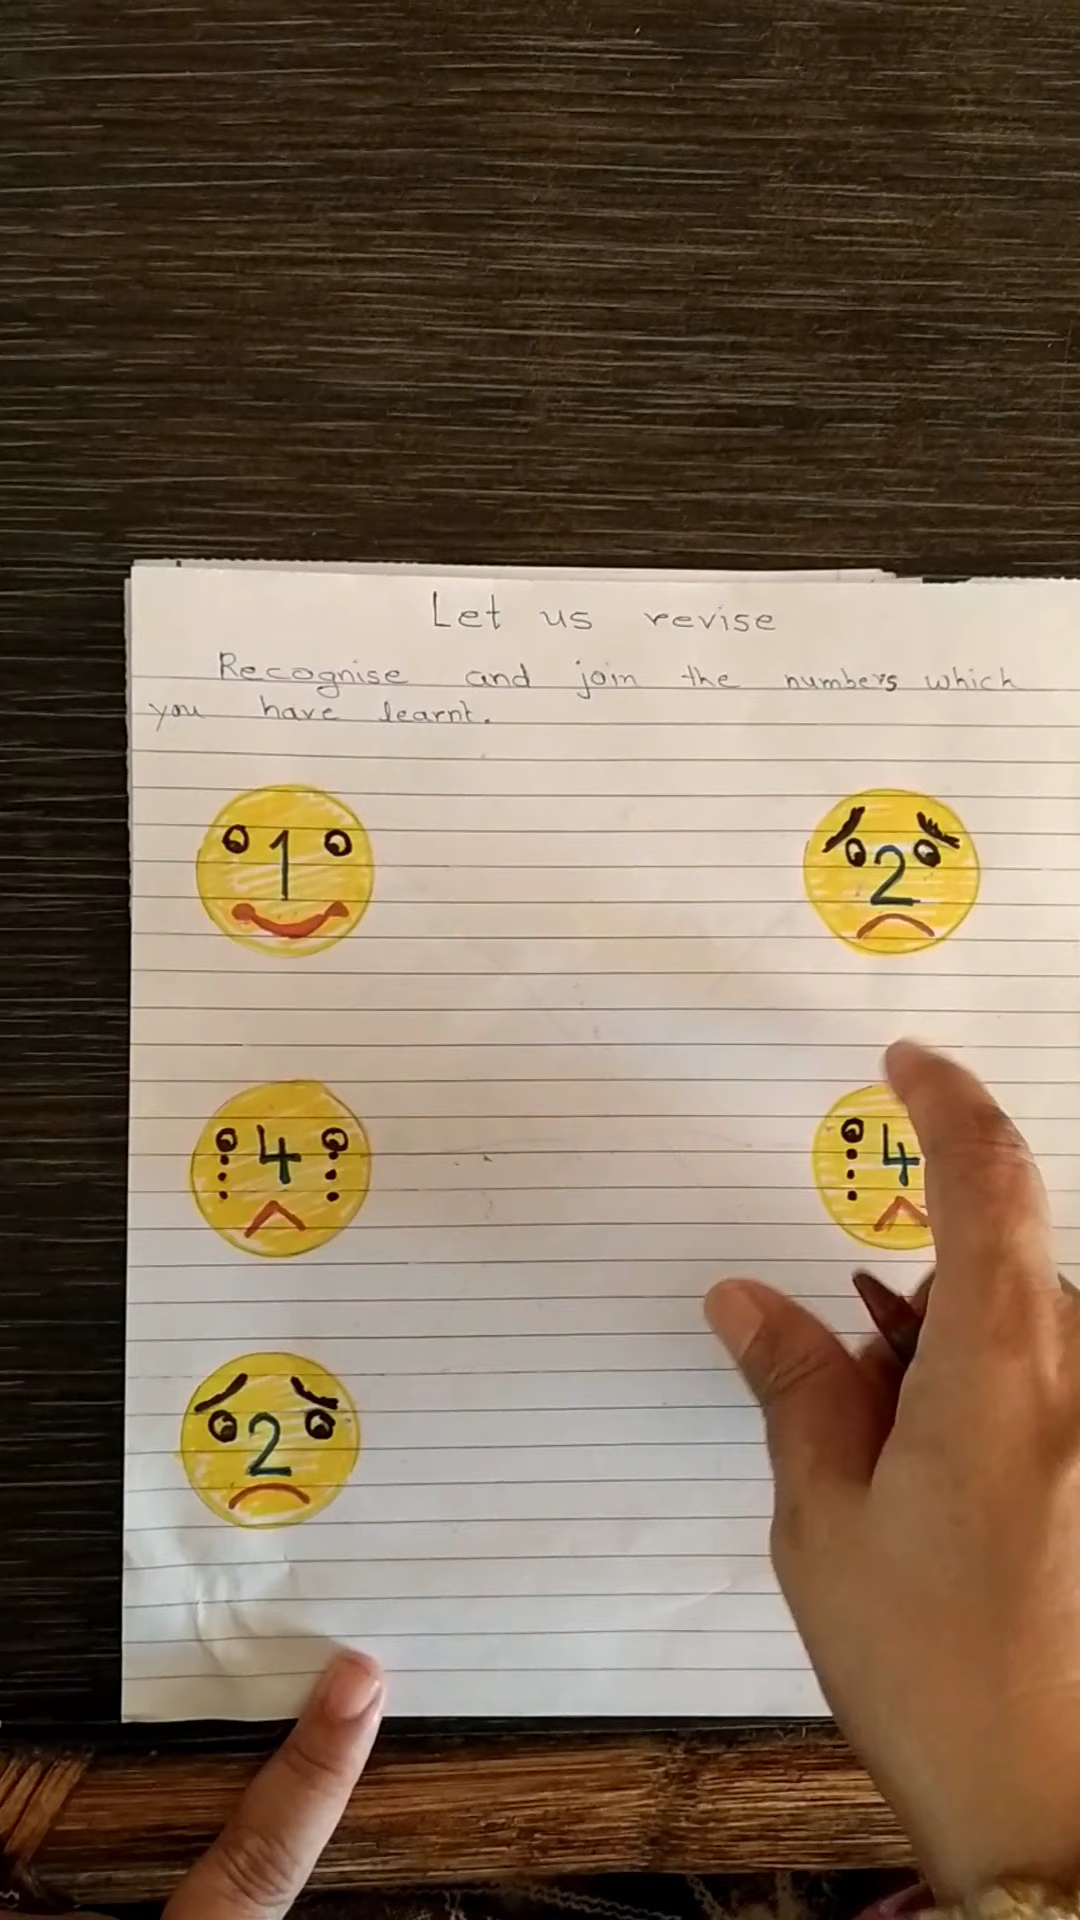 Let us revise
Recognise and join the numbers which
you have learnt.
1 2
4 4
2